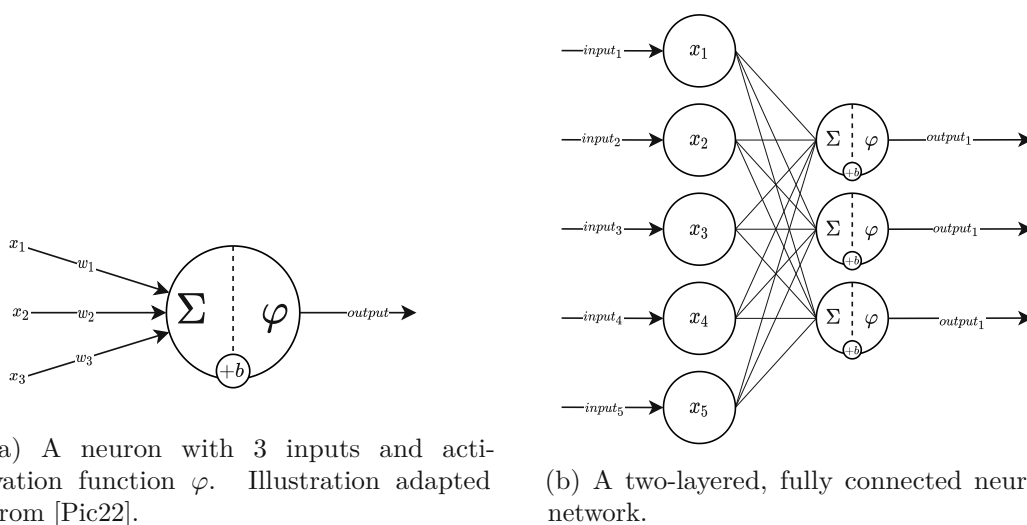 x₁
w₁
x₂
w₂
x₃
w₃
Σ
φ
+b
output
a) A neuron with 3 inputs and acti-
vation function φ. Illustration adapted
rom [Pic22].
input₁
x₁
input₂
x₂
Σ
φ
+b
output₁
input₃
x₃
Σ
φ
+b
output₁
input₄
x₄
Σ
φ
+b
output₁
input₅
x₅
(b) A two-layered, fully connected neur
network.